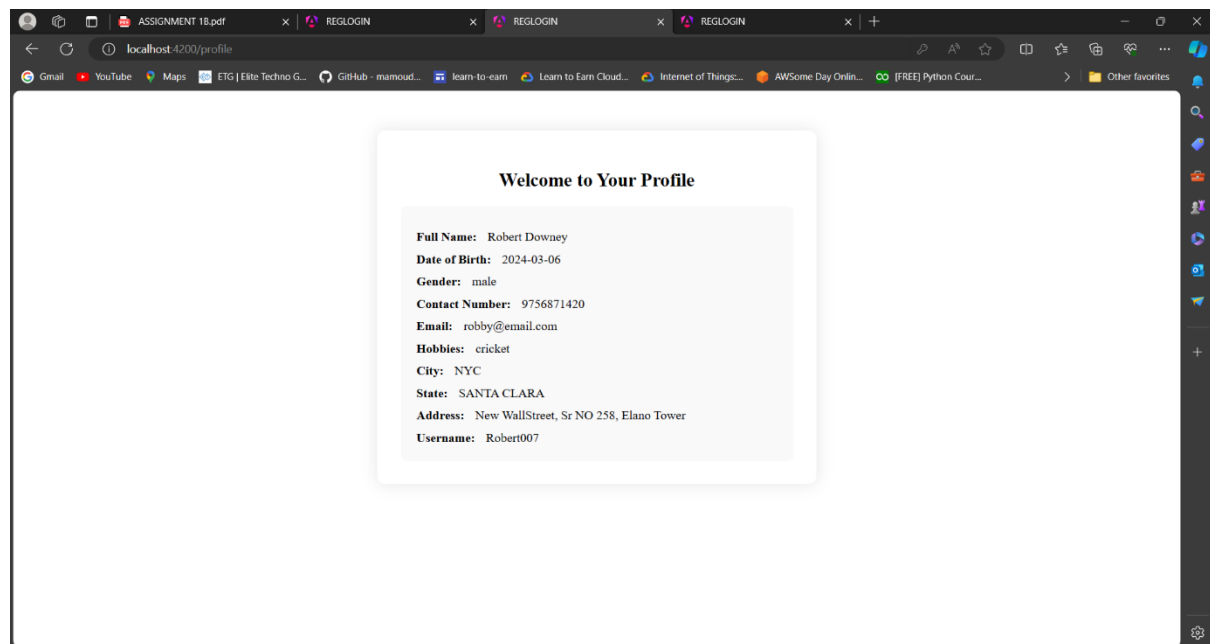 ASSIGNMENT 1B.pdf
REGLOGIN
REGLOGIN
REGLOGIN
localhost:4200/profile
Gmail
YouTube
Maps
ETG | Elite Techno G...
GitHub - mamoud...
learn-to-earn
Learn to Earn Cloud...
Internet of Things:...
AWSome Day Onlin...
[FREE] Python Cour...
Other favorites
Welcome to Your Profile
Full Name: Robert Downey
Date of Birth: 2024-03-06
Gender: male
Contact Number: 9756871420
Email: robby@email.com
Hobbies: cricket
City: NYC
State: SANTA CLARA
Address: New WallStreet, Sr NO 258, Elano Tower
Username: Robert007